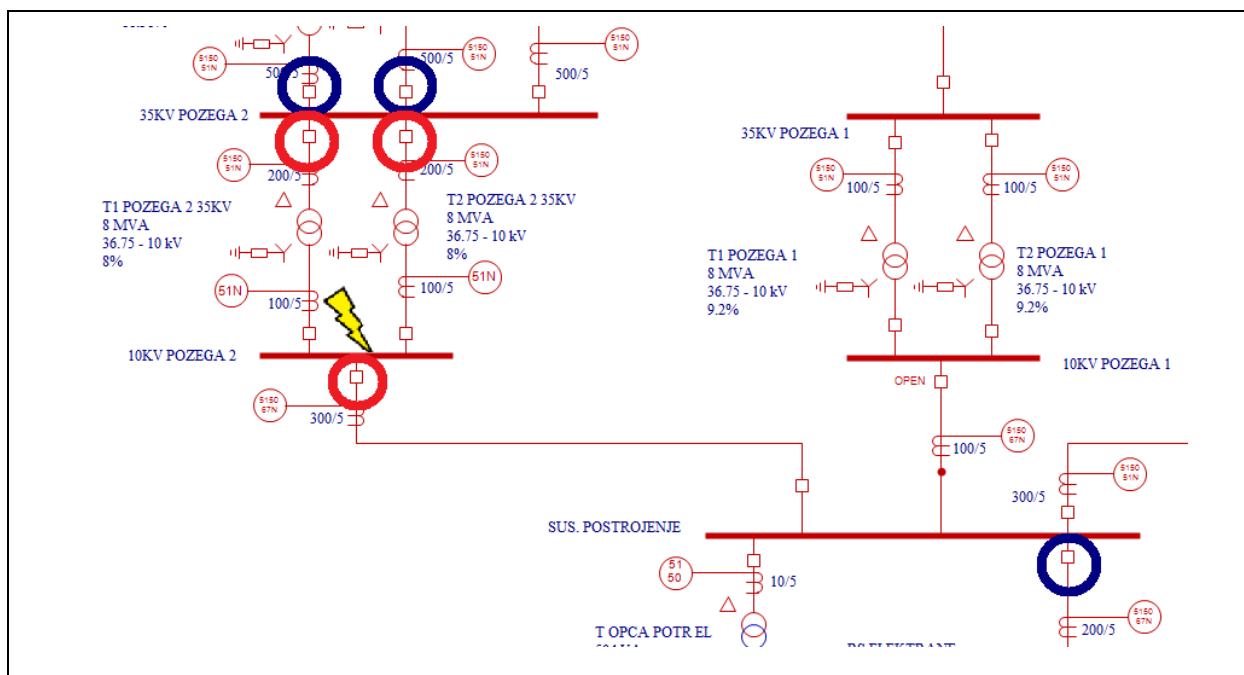 5150
51N
500/5
5150
51N
500/5
5150
51N
500/5
35KV POZEGA 2
5150
51N
200/5
5150
51N
200/5
T1 POZEGA 2 35KV
8 MVA
36.75 - 10 kV
8%
T2 POZEGA 2 35KV
8 MVA
36.75 - 10 kV
8%
51N
100/5
51N
100/5
10KV POZEGA 2
5150
67N
300/5
35KV POZEGA 1
5150
51N
100/5
5150
51N
100/5
T1 POZEGA 1
8 MVA
36.75 - 10 kV
9.2%
T2 POZEGA 1
8 MVA
36.75 - 10 kV
9.2%
10KV POZEGA 1
OPEN
5150
67N
100/5
5150
51N
300/5
SUS. POSTROJENJE
51
50
10/5
5150
67N
200/5
T OPCA POTR EL